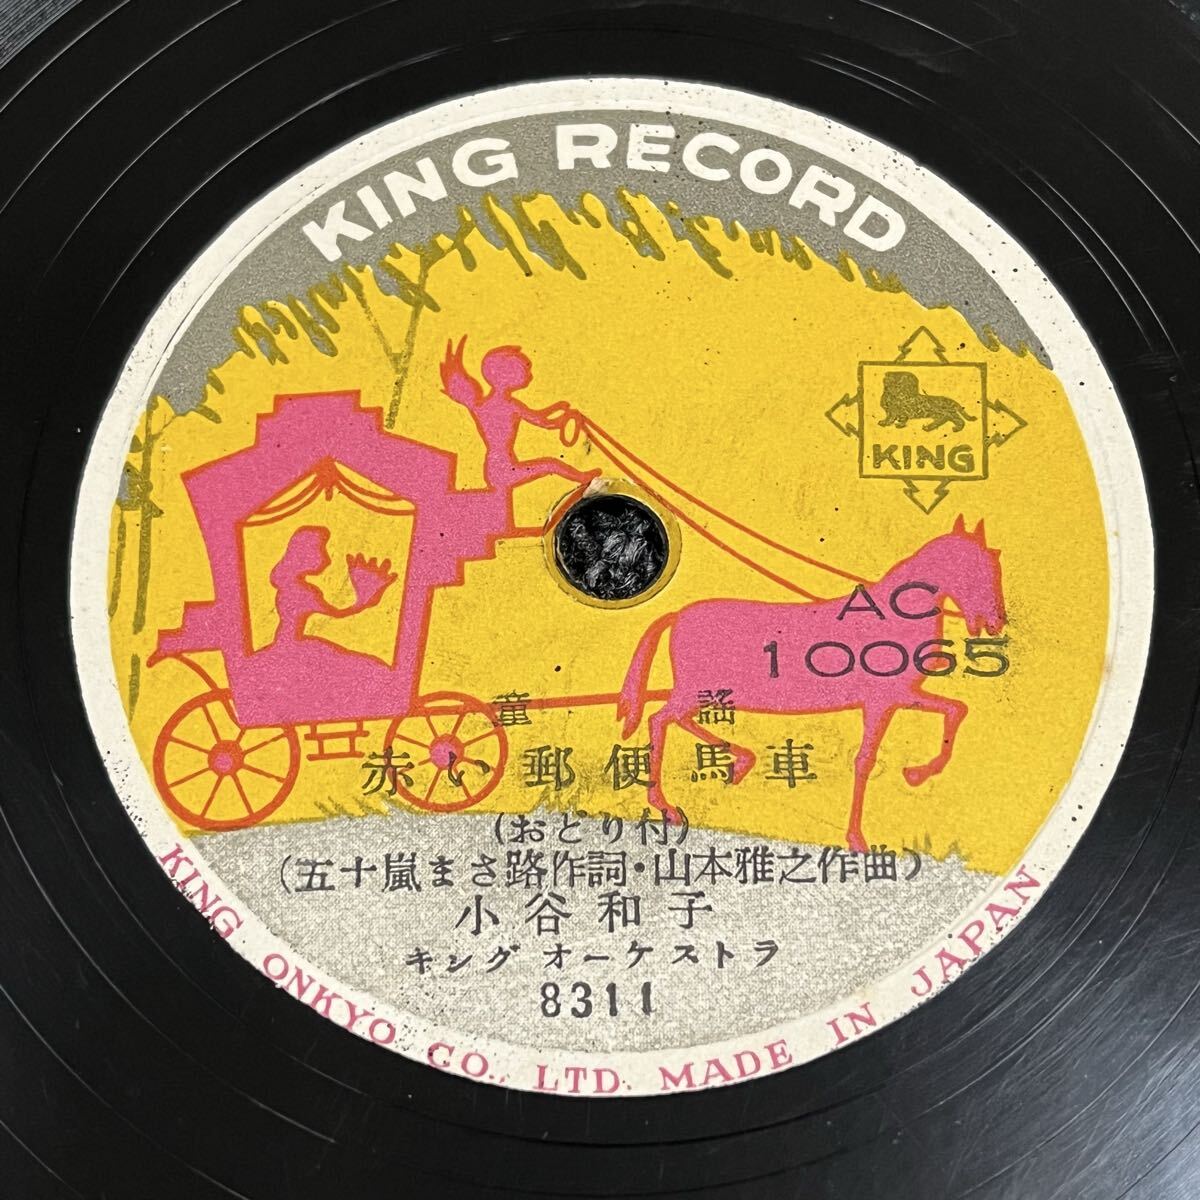 KING RECORD
KING
AC
10065
童謡
赤い郵便馬車
(おどり付)
(五十嵐まさ路作詞・山本雅之作曲)
小谷和子
キングオーケストラ
8311
KING ONKYO CO., LTD. MADE IN JAPAN